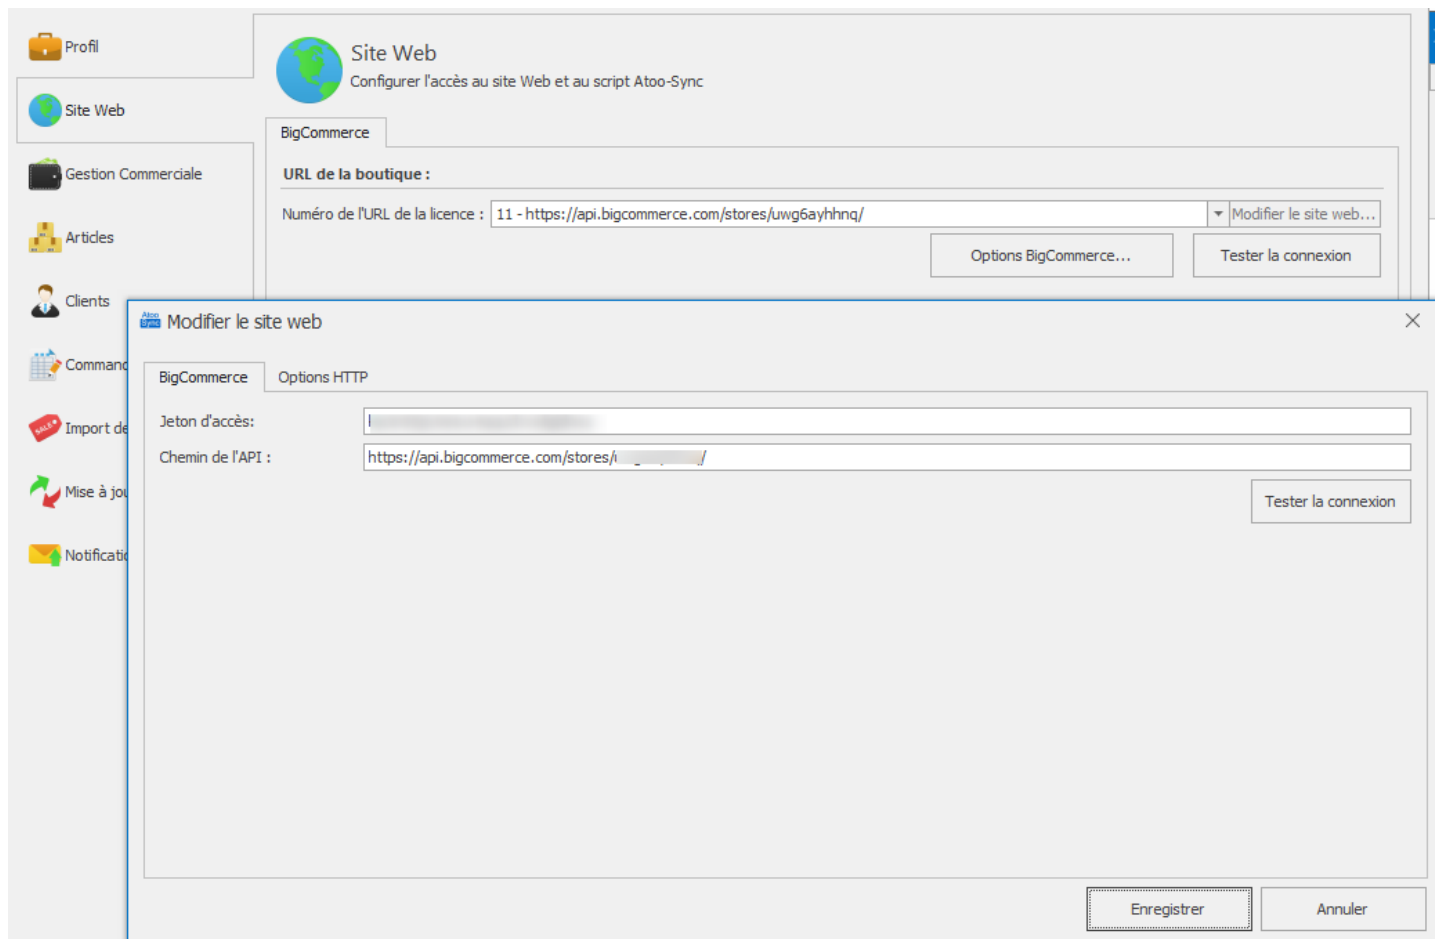 Profil
Site Web
Gestion Commerciale
Articles
Clients
Command
Import de
Mise à jou
Notificatio
Site Web
Configurer l'accès au site Web et au script Atoo-Sync
BigCommerce
URL de la boutique :
Numéro de l'URL de la licence : 11 - https://api.bigcommerce.com/stores/uwg6ayhhnq/ Modifier le site web...
Options BigCommerce... Tester la connexion
Atoo Sync Modifier le site web
BigCommerce Options HTTP
Jeton d'accès:
Chemin de l'API : https://api.bigcommerce.com/stores/ /
Tester la connexion
Enregistrer Annuler